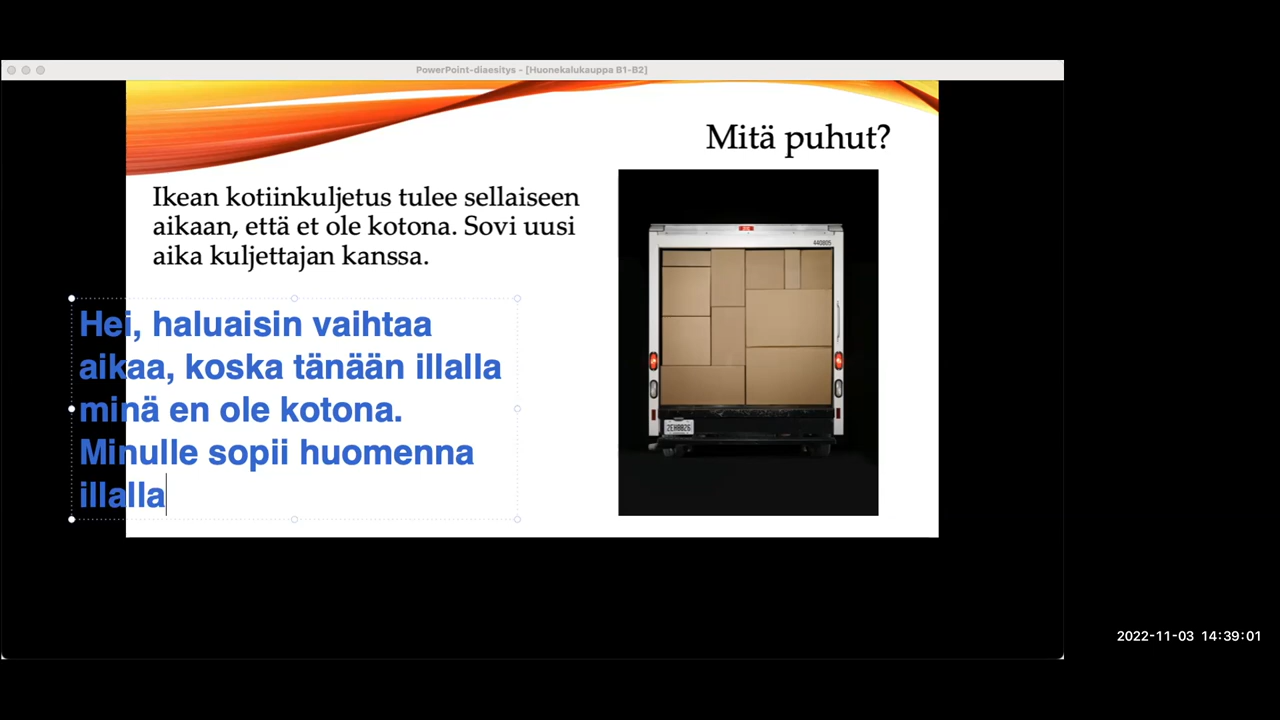 PowerPoint-diaesitys - [Huonekalukauppa B1-B2]
Mitä puhut?
Ikean kotiinkuljetus tulee sellaiseen
aikaan, että et ole kotona. Sovi uusi
aika kuljettajan kanssa.
440805
Hei, haluaisin vaihtaa
aikaa, koska tänään illalla
minä en ole kotona.
Minulle sopii huomenna
illalla
2022-11-03 14:39:01